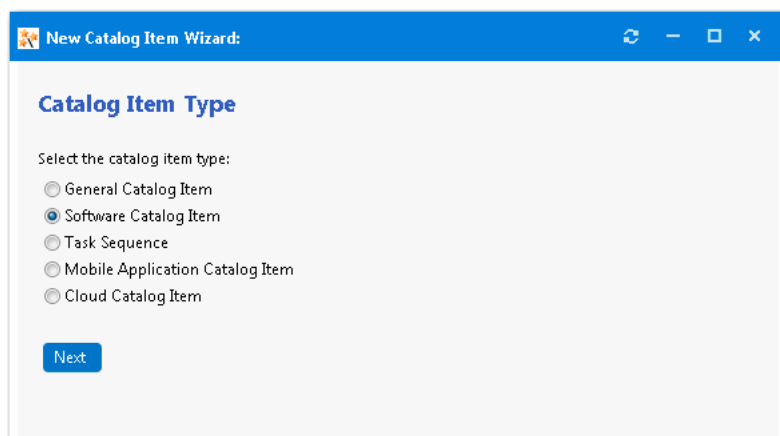 New Catalog Item Wizard:
Catalog Item Type
Select the catalog item type:
General Catalog Item
Software Catalog Item
Task Sequence
Mobile Application Catalog Item
Cloud Catalog Item
Next